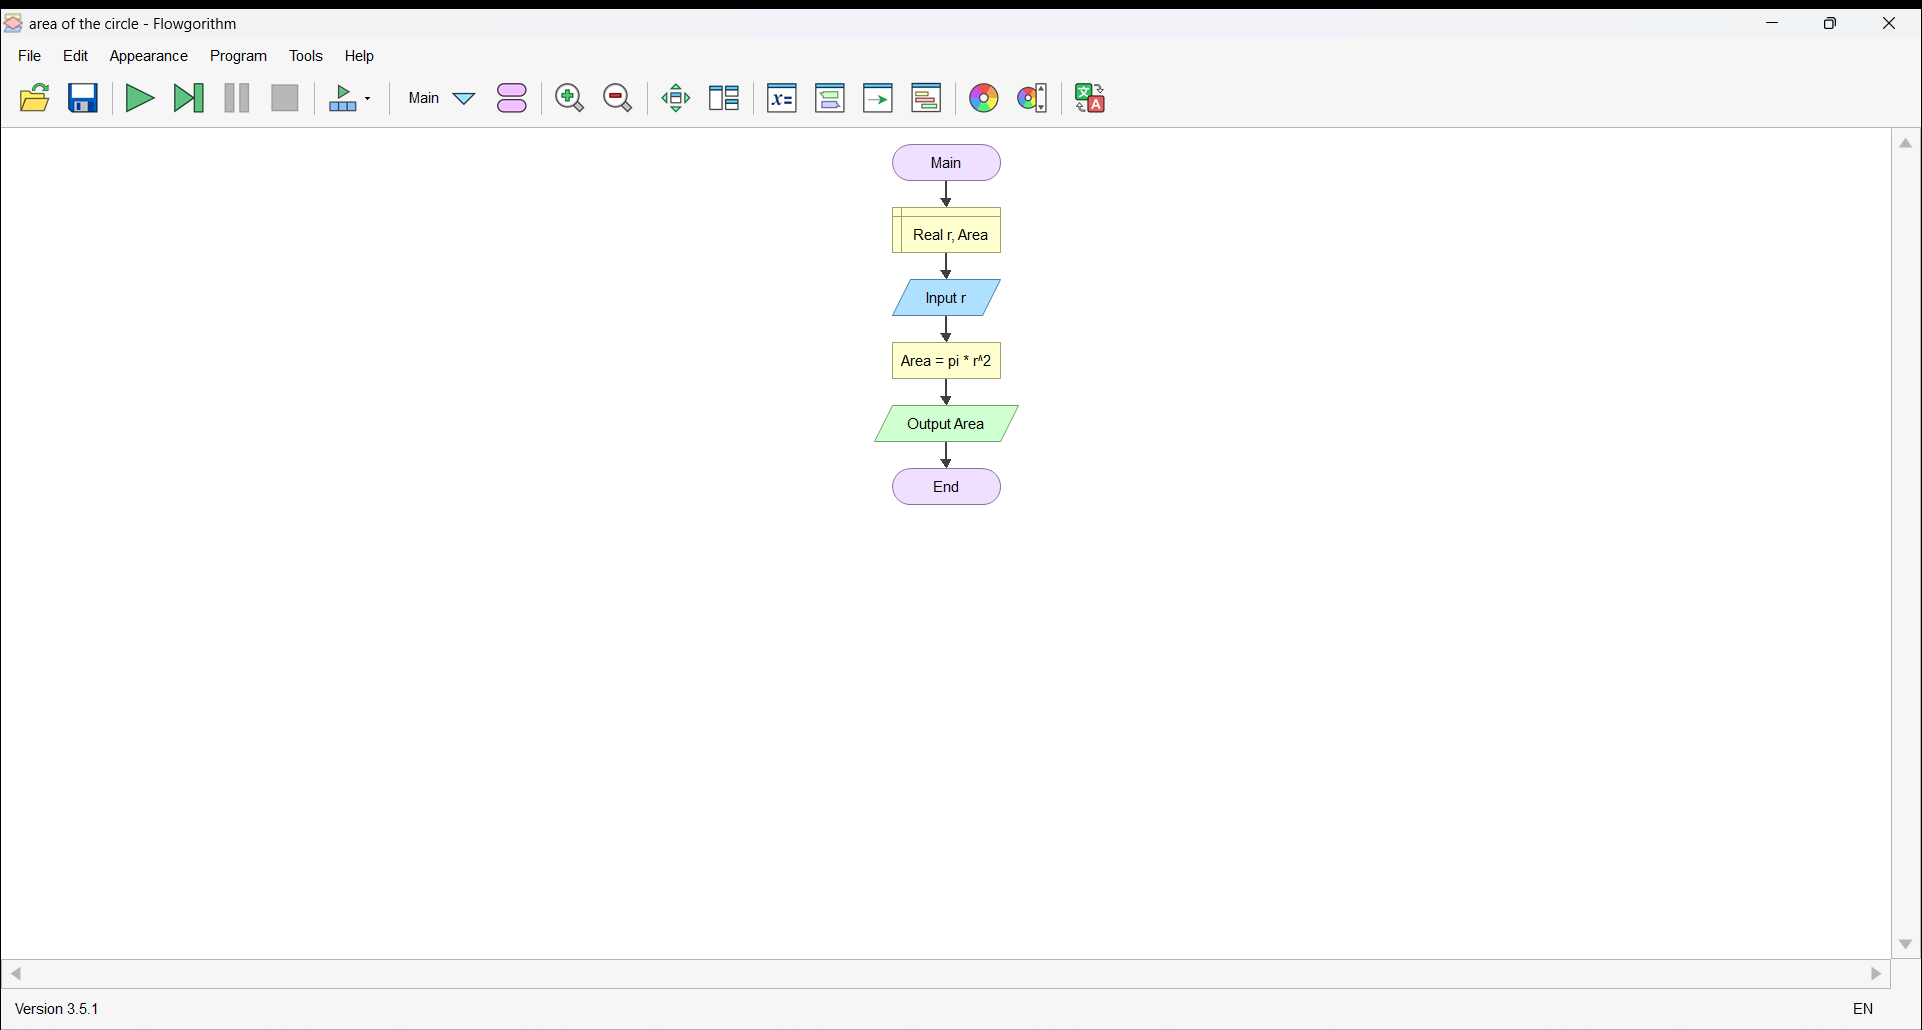 area of the circle - Flowgorithm
File Edit Appearance Program Tools Help
Main
x=
文
A
Main
Real r, Area
Input r
Area = pi * r^2
Output Area
End
Version 3.5.1
EN